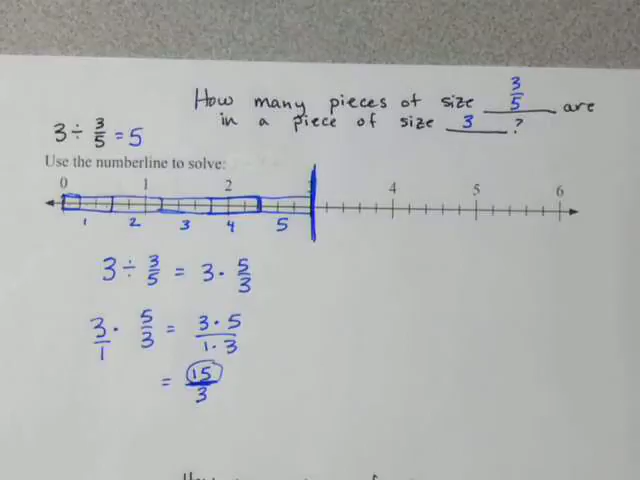 How many pieces of size 3/5 are
in a piece of size 3 ?
3 ÷ 3/5 = 5
Use the numberline to solve:
0 1 2 4 5 6
1 2 3 4 5
3 ÷ 3/5 = 3 · 5/3
3/1 · 5/3 = 3 · 5 / 1 · 3
= 15/3